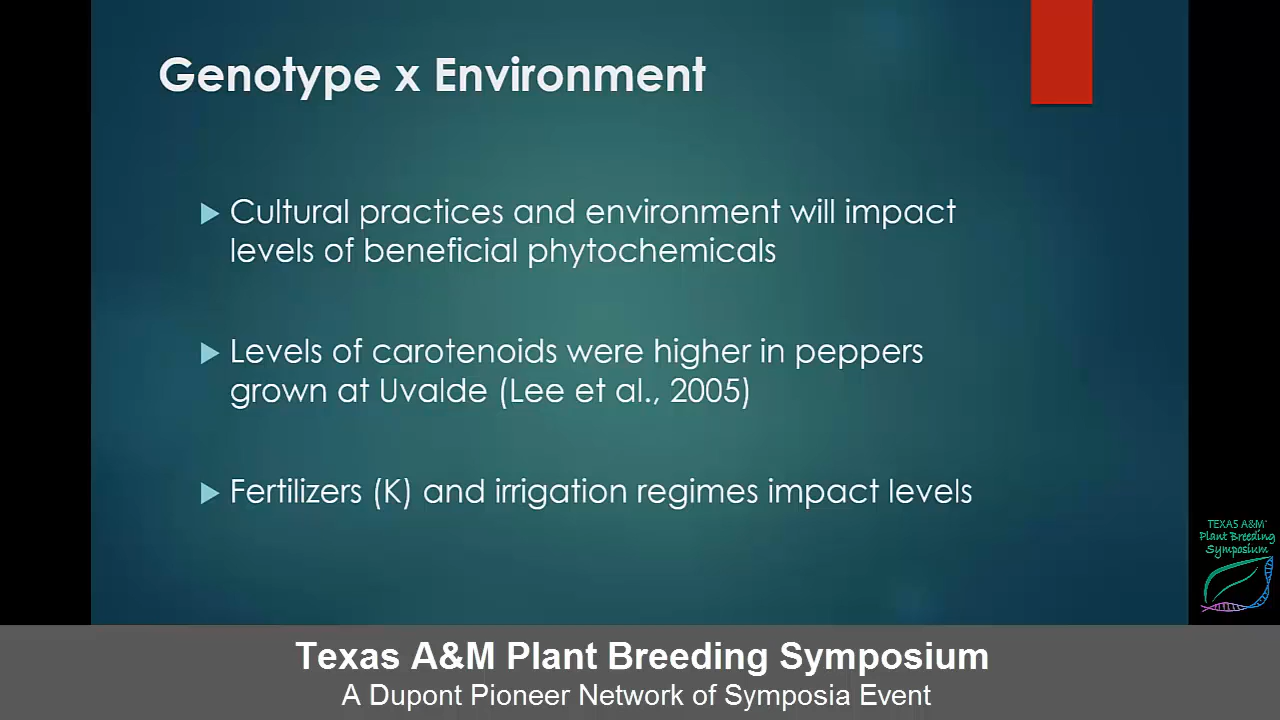 Genotype x Environment
Cultural practices and environment will impact
levels of beneficial phytochemicals
Levels of carotenoids were higher in peppers
grown at Uvalde (Lee et al., 2005)
Fertilizers (K) and irrigation regimes impact levels
TEXAS A&M
Plant Breeding
Symposium
Texas A&M Plant Breeding Symposium
A Dupont Pioneer Network of Symposia Event